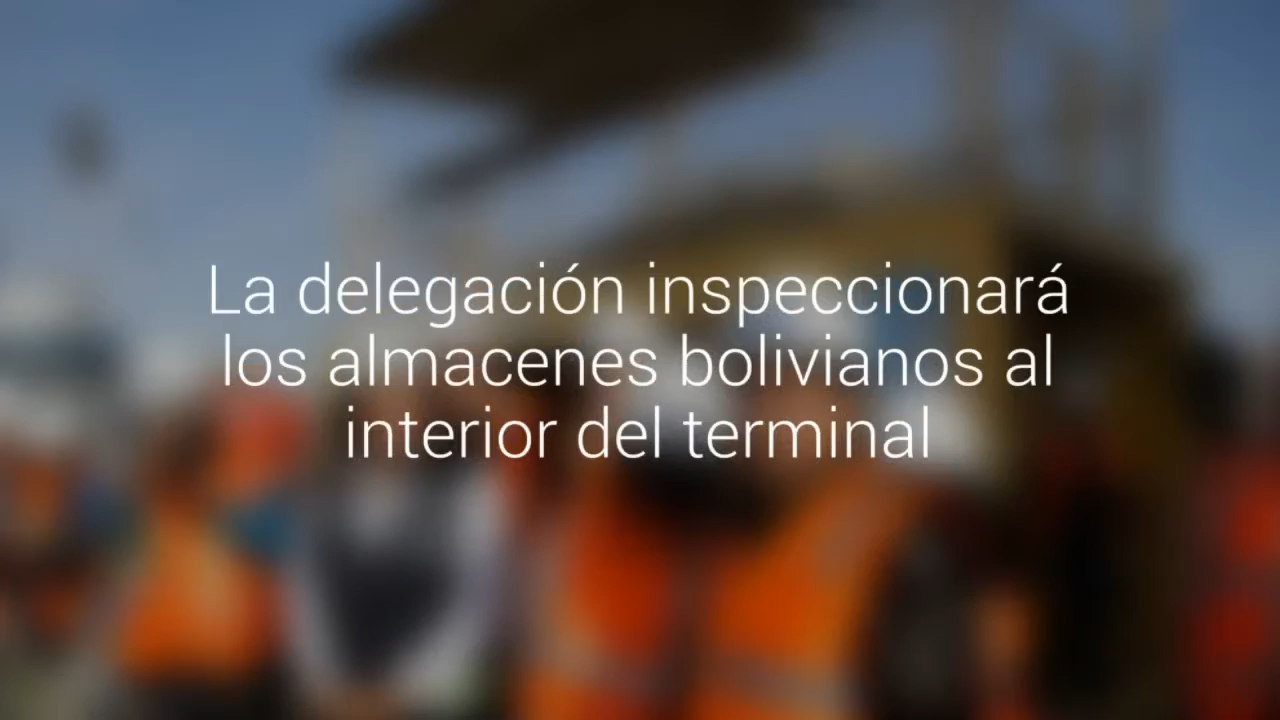 La delegación inspeccionará
los almacenes bolivianos al
interior del terminal